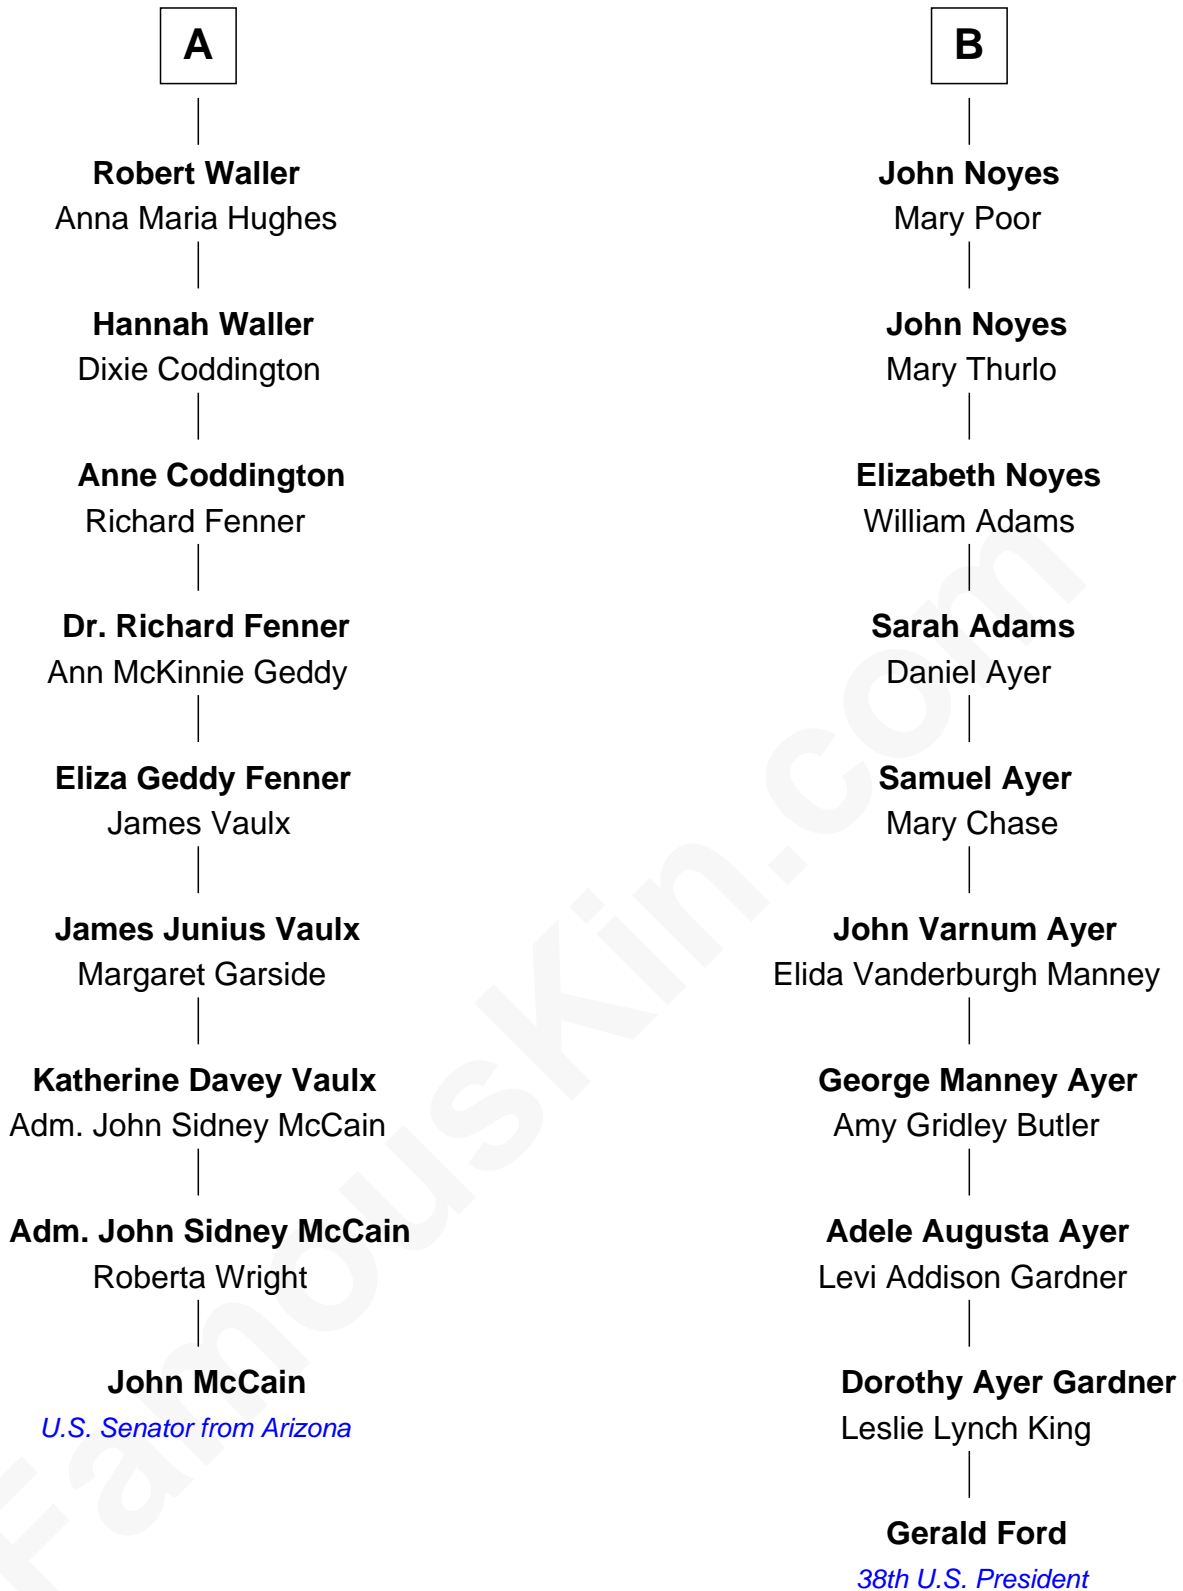 A
Robert Waller
Anna Maria Hughes
Hannah Waller
Dixie Coddington
Anne Coddington
Richard Fenner
Dr. Richard Fenner
Ann McKinnie Geddy
Eliza Geddy Fenner
James Vaulx
James Junius Vaulx
Margaret Garside
Katherine Davey Vaulx
Adm. John Sidney McCain
Adm. John Sidney McCain
Roberta Wright
John McCain
U.S. Senator from Arizona
B
John Noyes
Mary Poor
John Noyes
Mary Thurlo
Elizabeth Noyes
William Adams
Sarah Adams
Daniel Ayer
Samuel Ayer
Mary Chase
John Varnum Ayer
Elida Vanderburgh Manney
George Manney Ayer
Amy Gridley Butler
Adele Augusta Ayer
Levi Addison Gardner
Dorothy Ayer Gardner
Leslie Lynch King
Gerald Ford
38th U.S. President
FamousKin.com